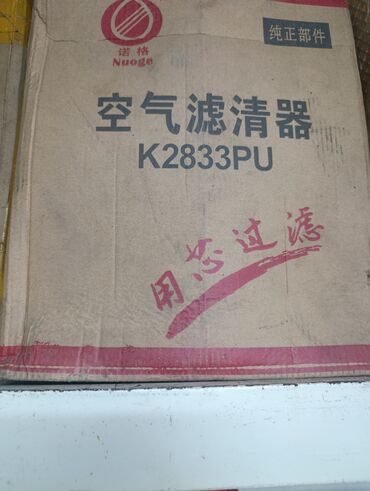 诺格
Nuoge
纯正部件
空气滤清器
K2833PU
用芯过滤